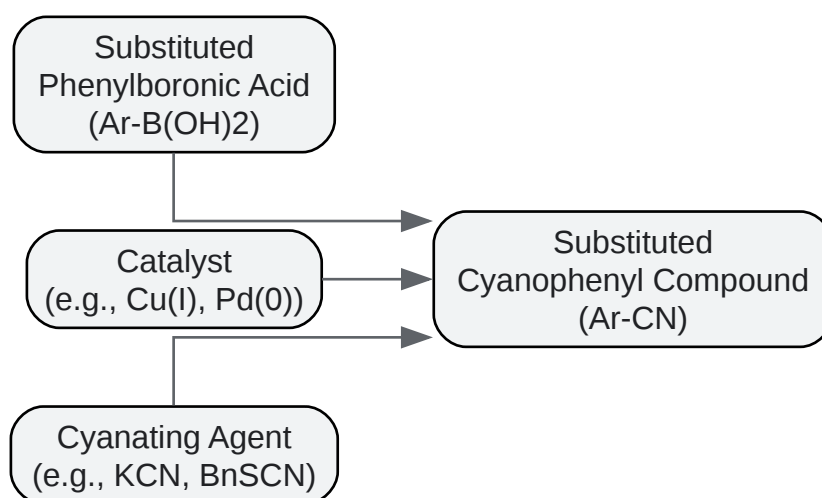 Substituted
Phenylboronic Acid
(Ar-B(OH)2)
Catalyst
(e.g., Cu(I), Pd(0))
Cyanating Agent
(e.g., KCN, BnSCN)
Substituted
Cyanophenyl Compound
(Ar-CN)